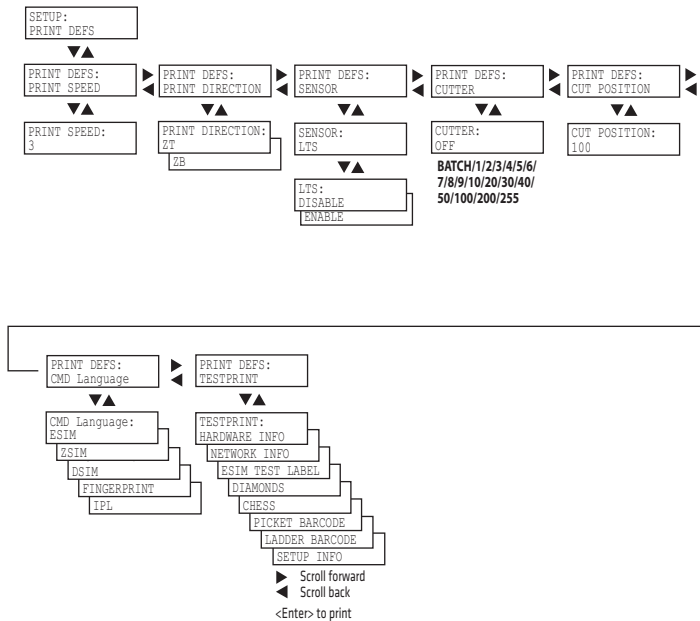 SETUP:
PRINT DEFS
PRINT DEFS:
PRINT SPEED
PRINT DEFS:
PRINT DIRECTION
PRINT DEFS:
SENSOR
PRINT DEFS:
CUTTER
PRINT DEFS:
CUT POSITION
PRINT SPEED:
3
PRINT DIRECTION:
ZT
ZB
SENSOR:
LTS
CUTTER:
OFF
CUT POSITION:
100
BATCH/1/2/3/4/5/6/
7/8/9/10/20/30/40/
50/100/200/255
LTS:
DISABLE
ENABLE
PRINT DEFS:
CMD Language
PRINT DEFS:
TESTPRINT
CMD Language:
ESIM
ZSIM
DSIM
FINGERPRINT
IPL
TESTPRINT:
HARDWARE INFO
NETWORK INFO
ESIM TEST LABEL
DIAMONDS
CHESS
PICKET BARCODE
LADDER BARCODE
SETUP INFO
Scroll forward
Scroll back
<Enter> to print